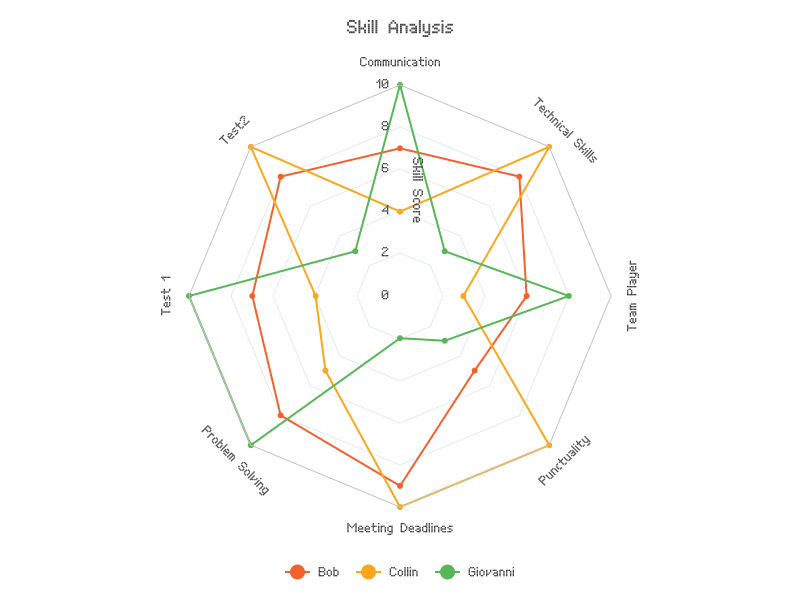 Skill Analysis
Communication
Technical Skills
Team Player
Punctuality
Meeting Deadlines
Problem Solving
Test 1
Test2
10
8
6
4
2
0
Skill Score
Bob
Collin
Giovanni